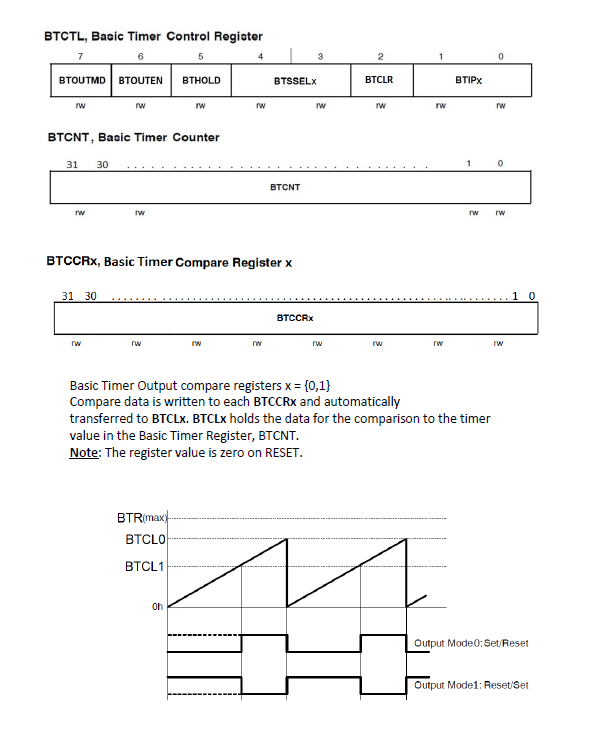 BTCTL, Basic Timer Control Register
7 6 5 4 3 2 1 0
BTOUTMD BTOUTEN BTHOLD BTSSELx BTCLR BTIPx
rw rw rw rw rw rw rw rw
BTCNT, Basic Timer Counter
31 30 ........................................ 1 0
BTCNT
rw rw rw rw
BTCCRx, Basic Timer Compare Register x
31 30 ........................................ 1 0
BTCCRx
rw rw rw rw rw rw rw rw
Basic Timer Output compare registers x = {0,1}
Compare data is written to each BTCCRx and automatically
transferred to BTCLx. BTCLx holds the data for the comparison to the timer
value in the Basic Timer Register, BTCNT.
Note: The register value is zero on RESET.
BTR(max)
BTCL0
BTCL1
0h
Output Mode0: Set/Reset
Output Mode1: Reset/Set